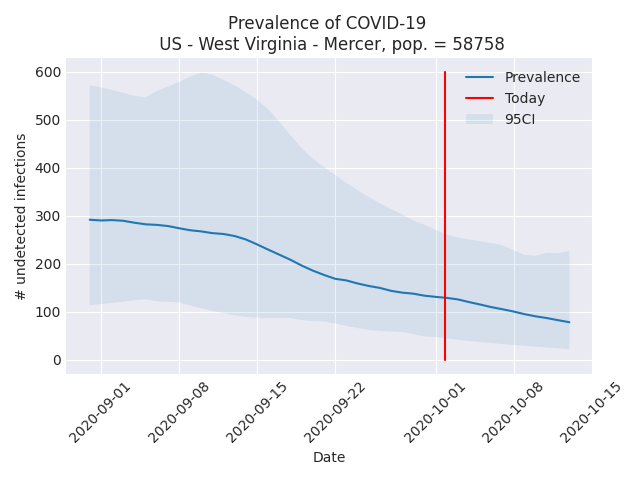 Prevalence of COVID-19
US - West Virginia - Mercer, pop. = 58758
Prevalence
Today
95CI
600
500
400
300
200
100
0
# undetected infections
2020-09-01
2020-09-08
2020-09-15
2020-09-22
2020-10-01
2020-10-08
2020-10-15
Date